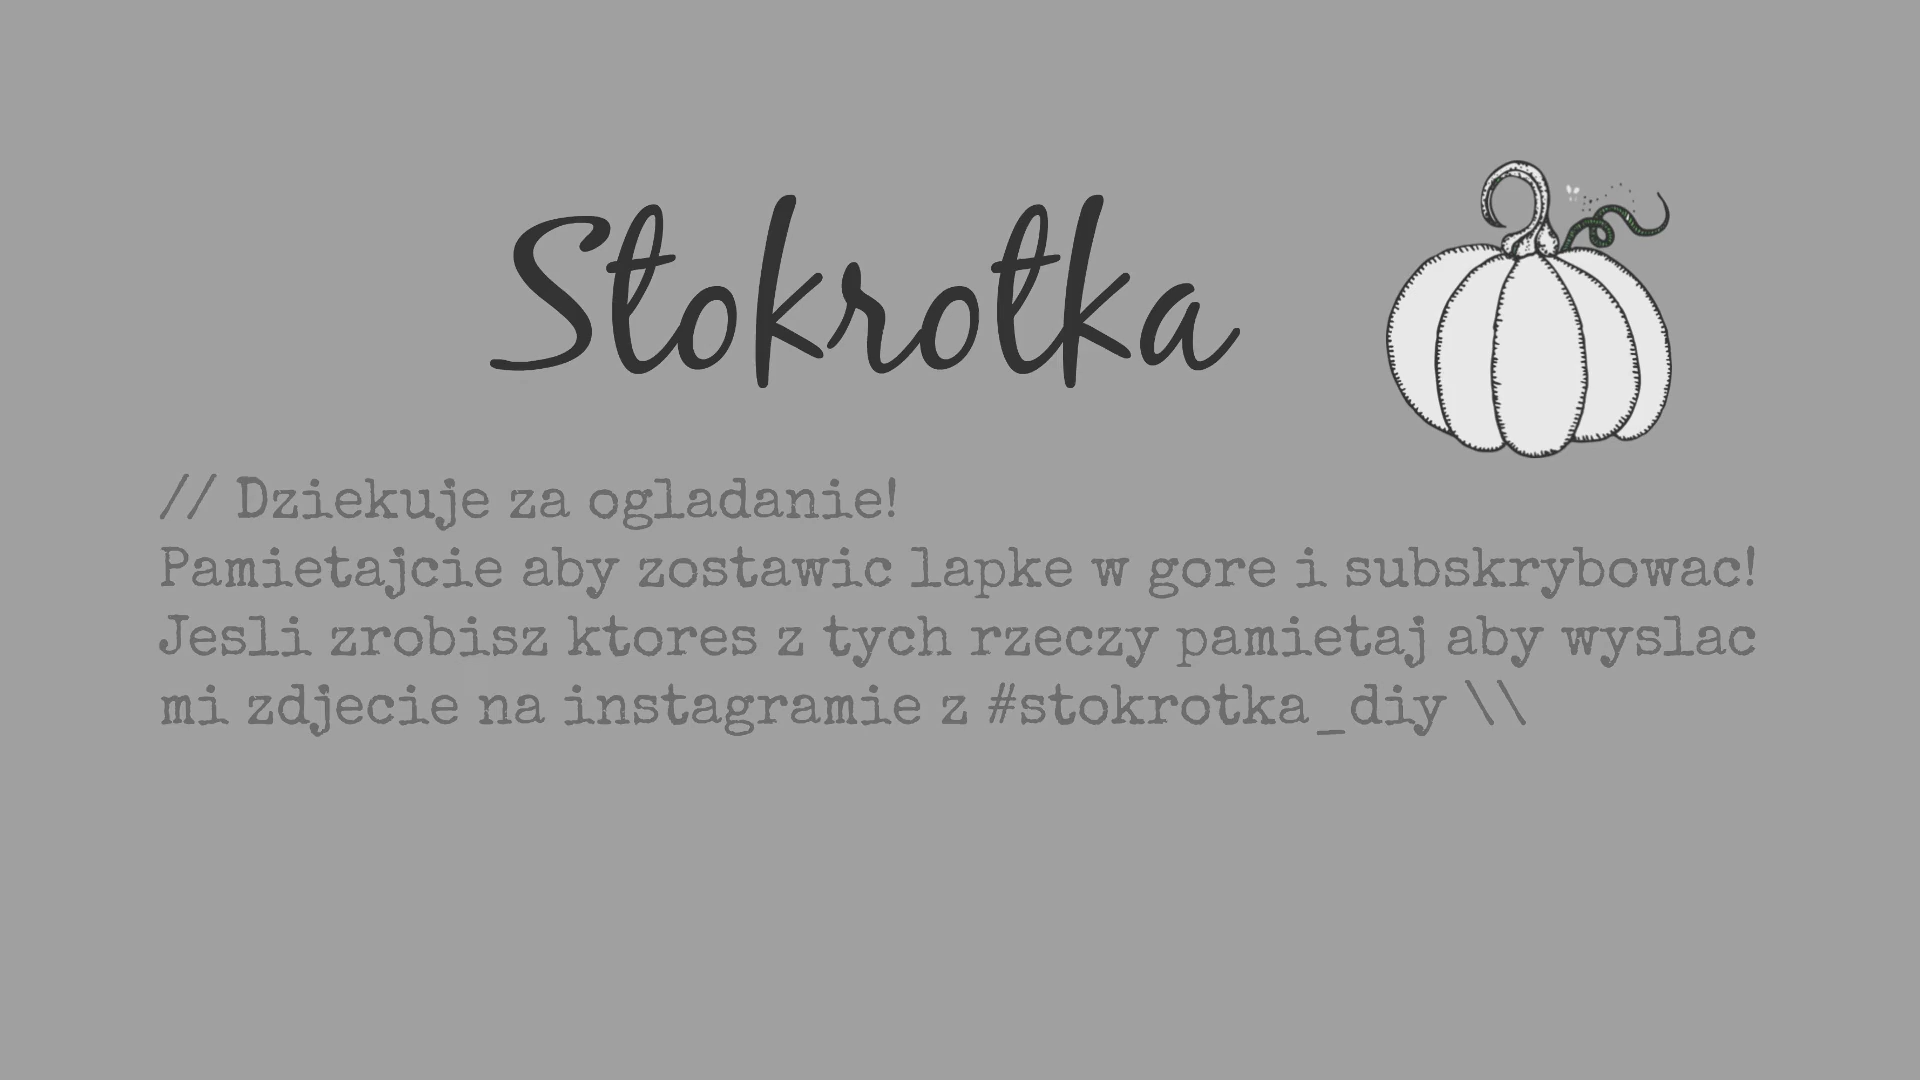 Stokrotka
// Dziekuje za ogladanie!
Pamietajcie aby zostawic lapke w gore i subskrybowac!
Jesli zrobisz ktores z tych rzeczy pamietaj aby wyslac
mi zdjecie na instagramie z #stokrotka_diy \\